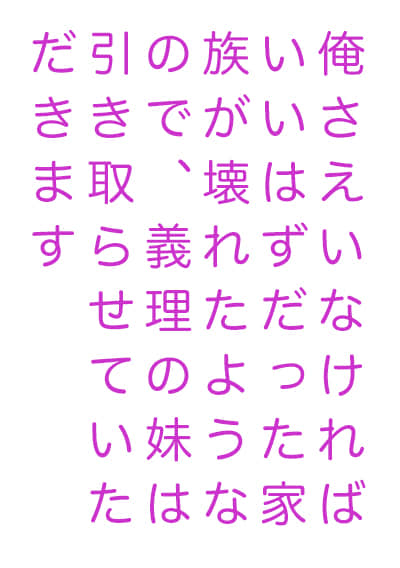 俺さえいなければ
いいはずだった家
族が壊れたような
ので、義理の妹は
引き取らせていた
だきます